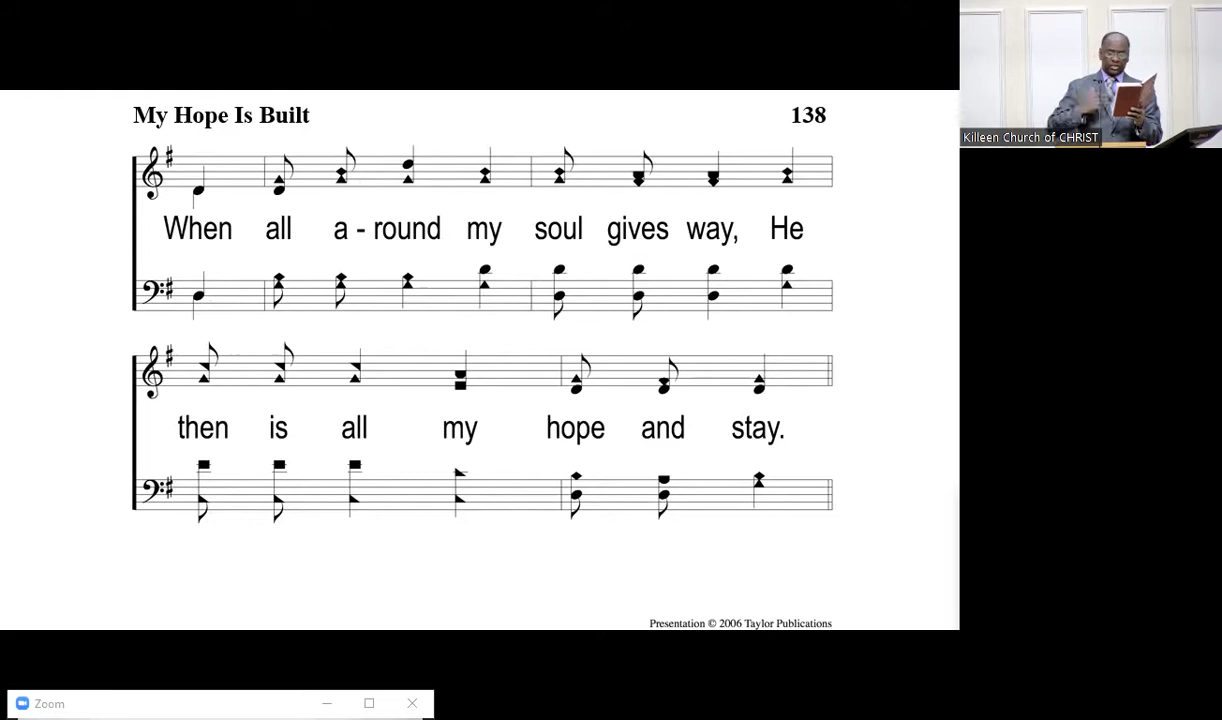 My Hope Is Built 138
When all a - round my soul gives way, He
then is all my hope and stay.
Presentation © 2006 Taylor Publications
Killeen Church of CHRIST
Zoom